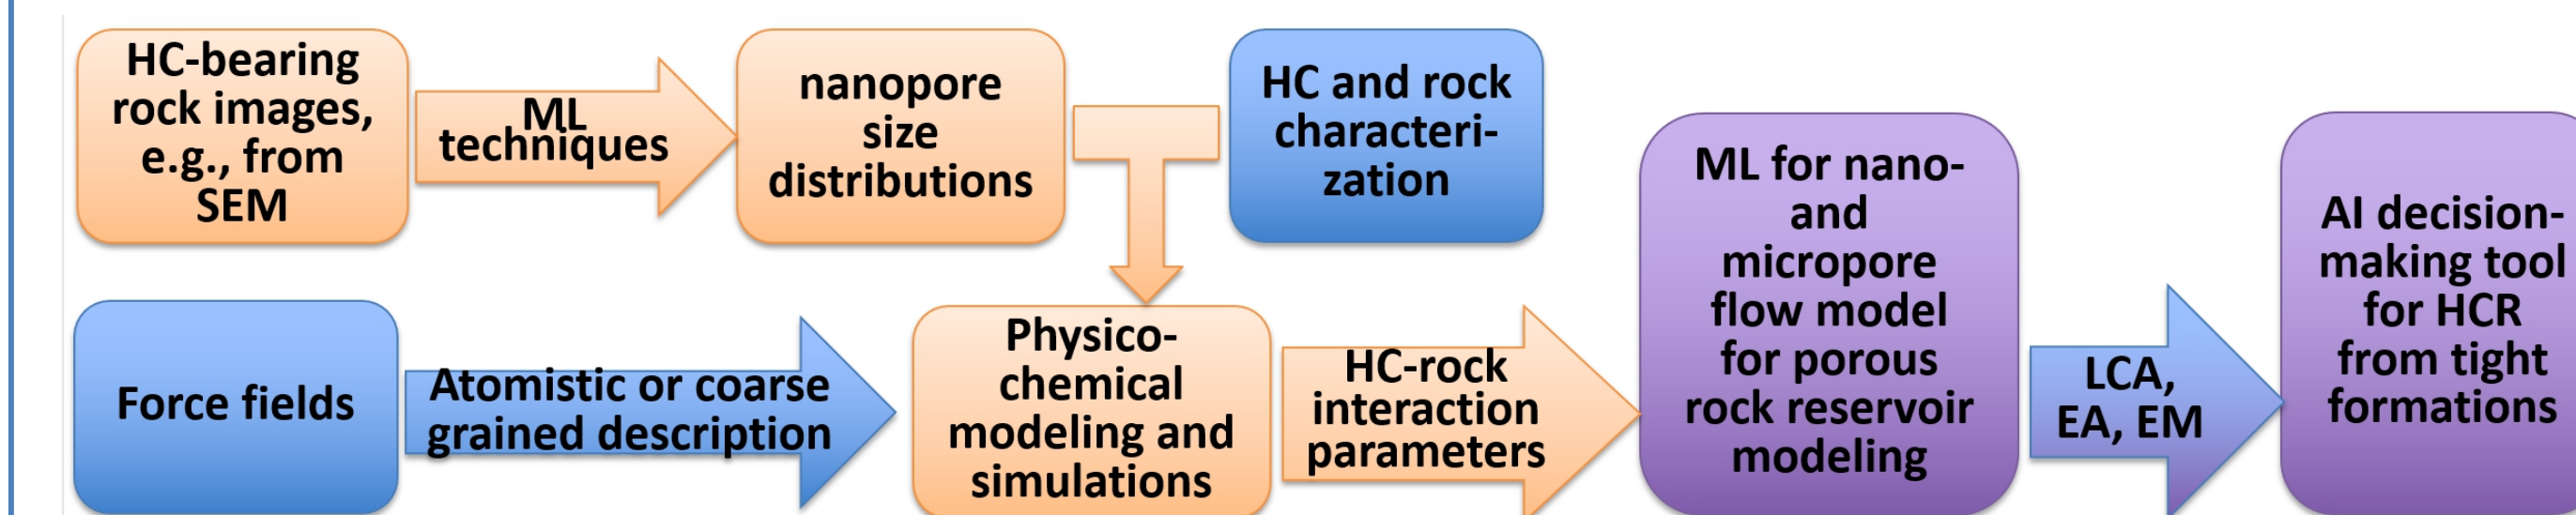 HC-bearing
rock images,
e.g., from
SEM
ML
techniques
nanopore
size
distributions
HC and rock
characteri-
zation
Force fields
Atomistic or coarse
grained description
Physico-
chemical
modeling and
simulations
HC-rock
interaction
parameters
ML for nano-
and
micropore
flow model
for porous
rock reservoir
modeling
LCA,
EA, EM
AI decision-
making tool
for HCR
from tight
formations